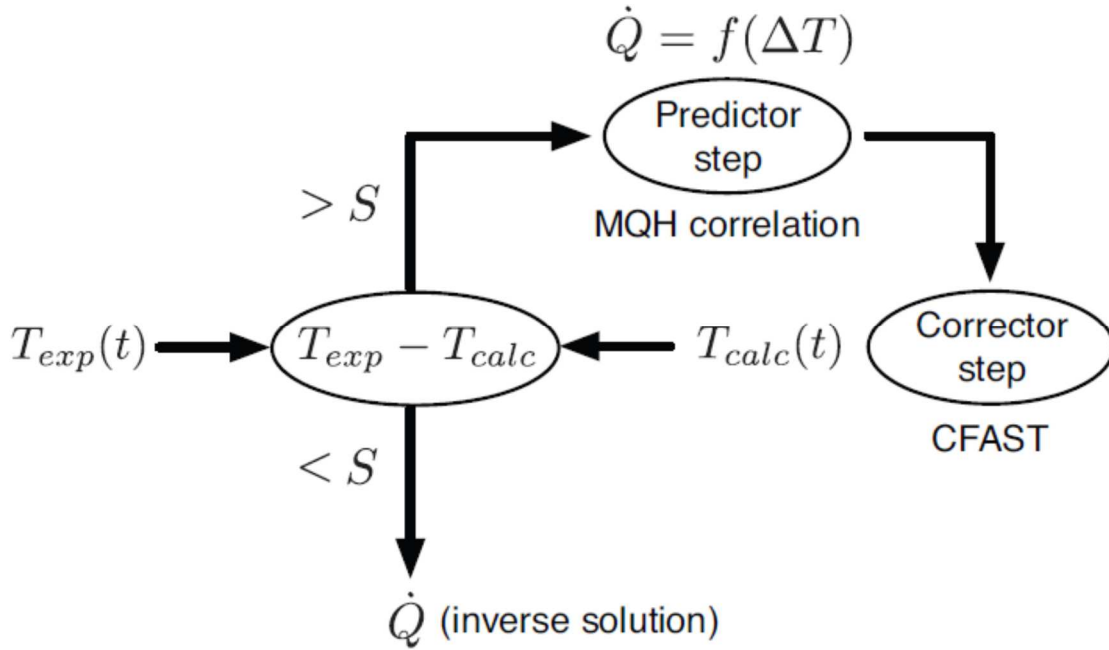 Q̇ = f(ΔT)
Predictor
step
MQH correlation
> S
T_exp(t)
T_exp − T_calc
T_calc(t)
Corrector
step
CFAST
< S
Q̇ (inverse solution)